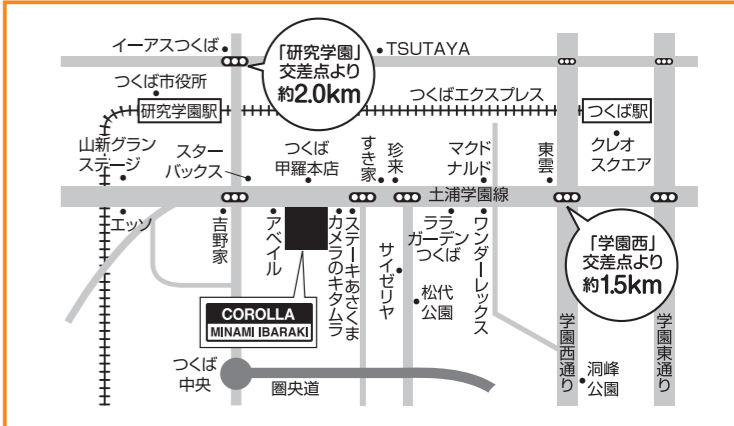 イーアスつくば
「研究学園」
交差点より
約2.0km
TSUTAYA
つくば市役所
研究学園駅
つくばエクスプレス
つくば駅
山新グラン
ステージ
スター
バックス
つくば
甲羅本店
すき家
珍来
マクド
ナルド
東雲
クレオ
スクエア
土浦学園線
エッソ
吉野家
アベイル
カメラのキタムラ
ステーキあさくま
サイゼリヤ
ララ
ガーデン
つくば
ワンダーレックス
「学園西」
交差点より
約1.5km
松代
公園
COROLLA
MINAMI IBARAKI
学園西通り
学園東通り
つくば
中央
圏央道
洞峰
公園